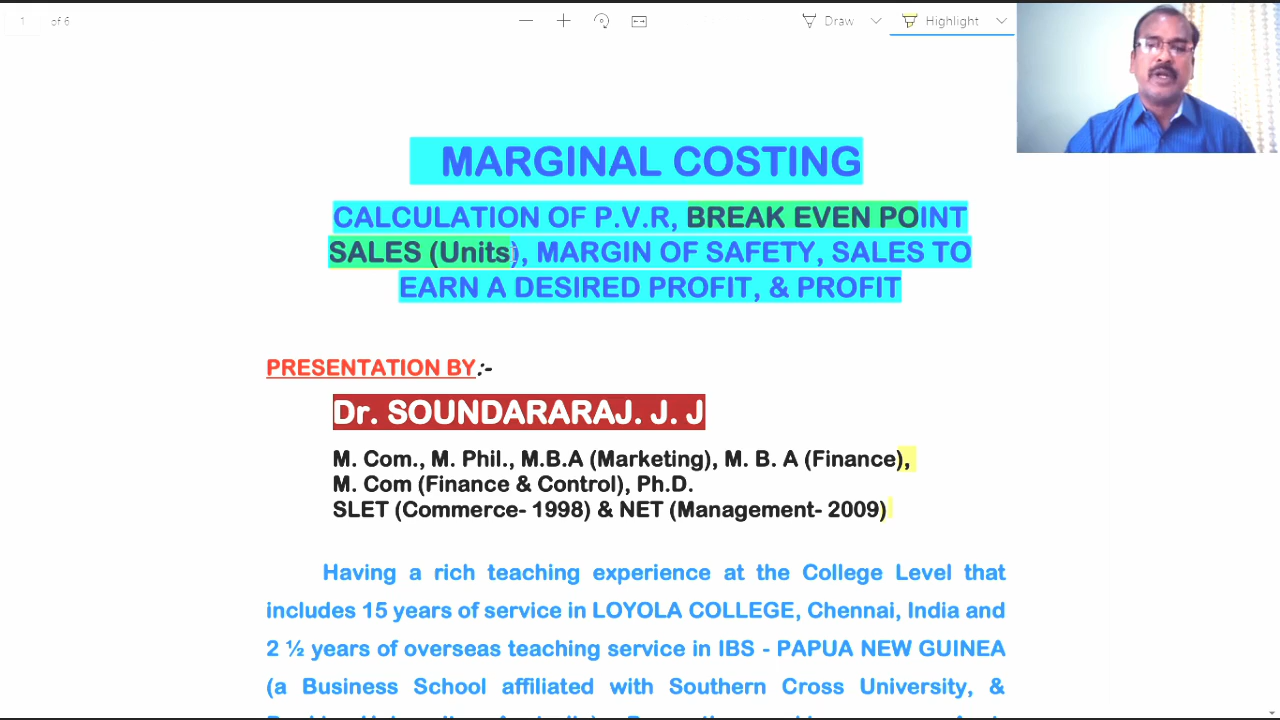 1 of 6
Draw
Highlight
MARGINAL COSTING
CALCULATION OF P.V.R, BREAK EVEN POINT
SALES (Units), MARGIN OF SAFETY, SALES TO
EARN A DESIRED PROFIT, & PROFIT
PRESENTATION BY:-
Dr. SOUNDARARAJ. J. J
M. Com., M. Phil., M.B.A (Marketing), M. B. A (Finance),
M. Com (Finance & Control), Ph.D.
SLET (Commerce- 1998) & NET (Management- 2009)
Having a rich teaching experience at the College Level that
includes 15 years of service in LOYOLA COLLEGE, Chennai, India and
2 ½ years of overseas teaching service in IBS - PAPUA NEW GUINEA
(a Business School affiliated with Southern Cross University, &